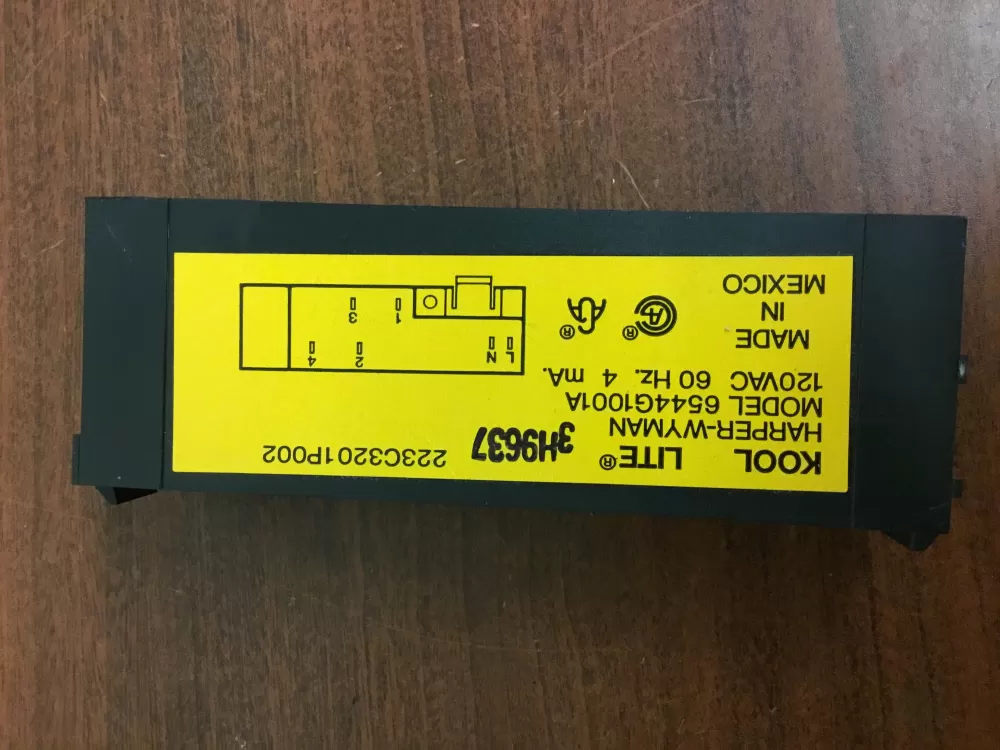 KOOL LITE® 3H9637 223C3201P002
HARPER-WYMAN
MODEL 6544G1001A
120VAC 60 Hz. 4 mA.
MADE
IN
MEXICO
® ®
L N 2 4
1 3